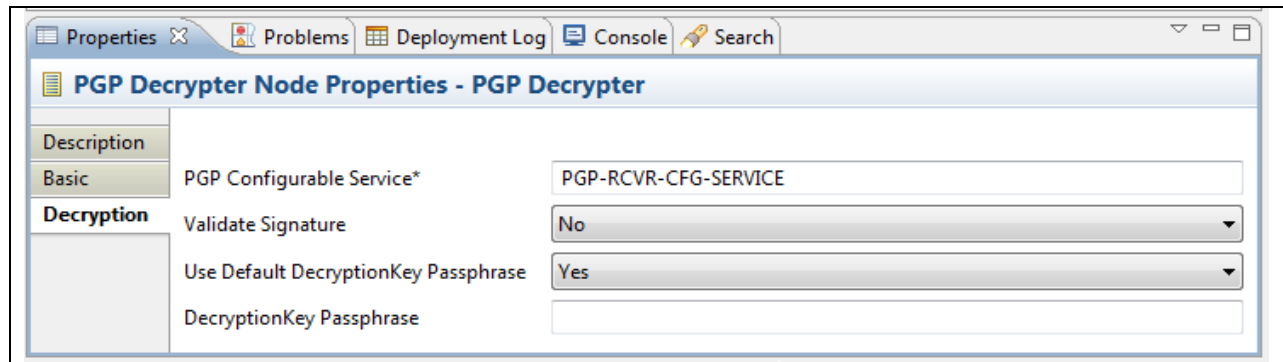 Properties Problems Deployment Log Console Search
PGP Decrypter Node Properties - PGP Decrypter
Description
Basic PGP Configurable Service* PGP-RCVR-CFG-SERVICE
Decryption Validate Signature No
Use Default DecryptionKey Passphrase Yes
DecryptionKey Passphrase